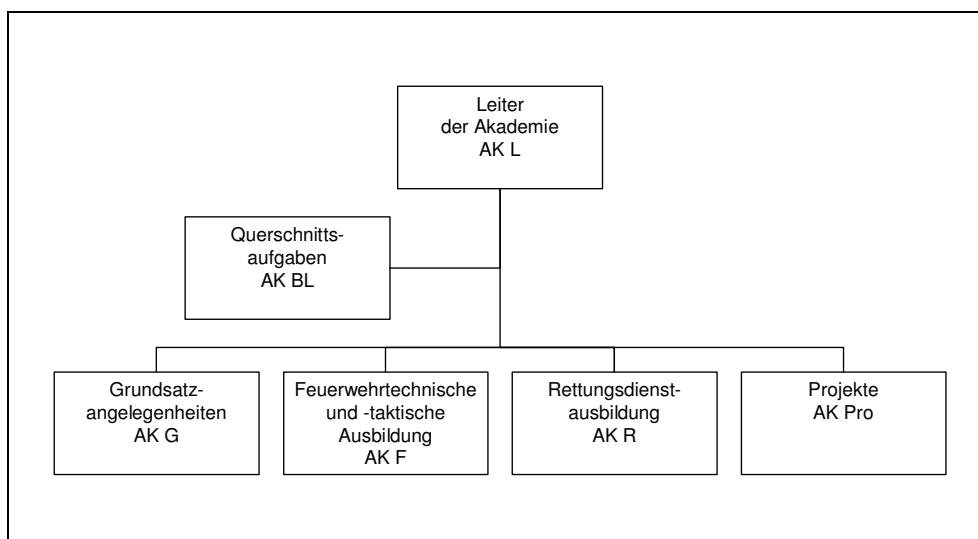 Leiter
der Akademie
AK L
Querschnitts-
aufgaben
AK BL
Grundsatz-
angelegenheiten
AK G
Feuerwehrtechnische
und -taktische
Ausbildung
AK F
Rettungsdienst-
ausbildung
AK R
Projekte
AK Pro